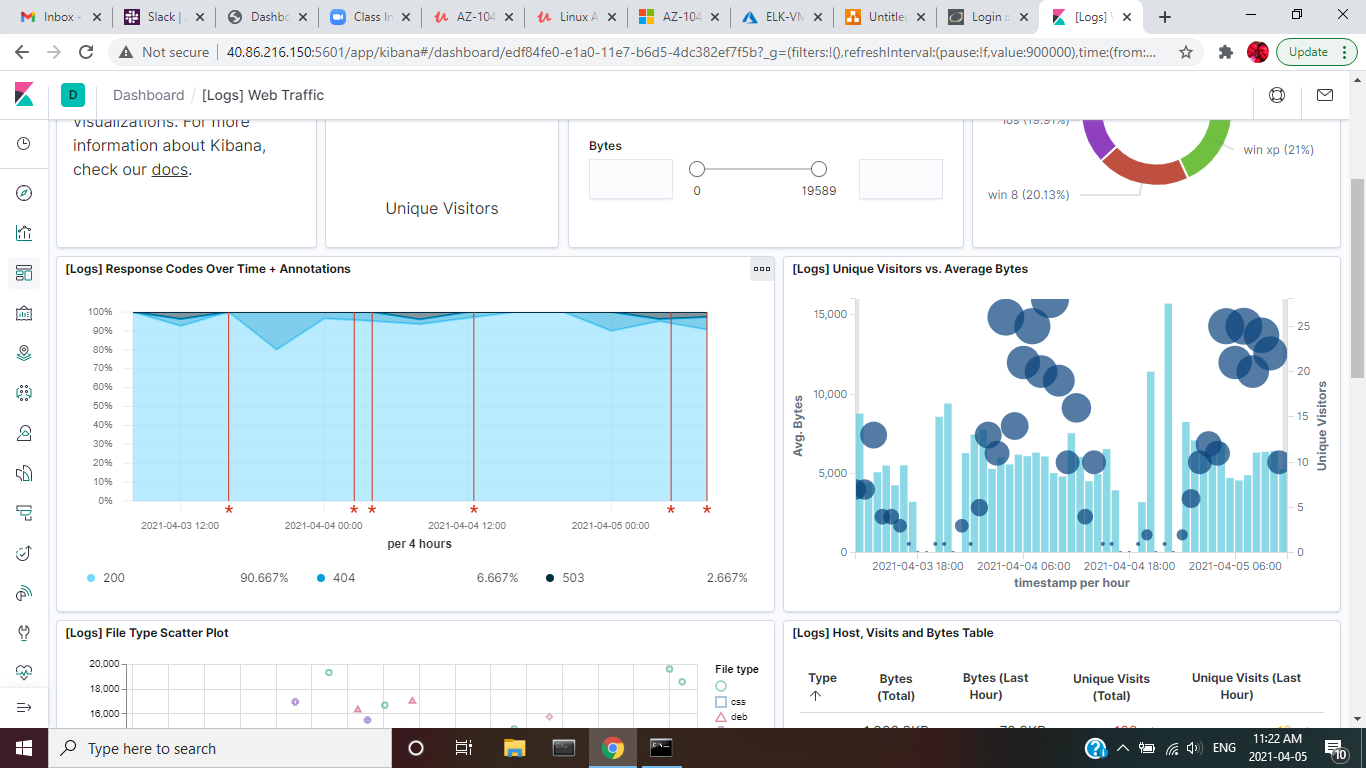 Inbox -
Slack |
Dashbo
Class In
AZ-104
Linux A
AZ-104
ELK-VM
Untitle
Login ::
[Logs] W
Not secure
40.86.216.150:5601/app/kibana#/dashboard/edf84fe0-e1a0-11e7-b6d5-4dc382ef7f5b?_g=(filters:!(),refreshInterval:(pause:!f,value:900000),time:(from:...
Update
D
Dashboard / [Logs] Web Traffic
visualizations. For more
information about Kibana,
check our docs.
Unique Visitors
Bytes
0
19589
ios (19.91%)
win xp (21%)
win 8 (20.13%)
[Logs] Response Codes Over Time + Annotations
100%
90%
80%
70%
60%
50%
40%
30%
20%
10%
0%
2021-04-03 12:00
2021-04-04 00:00
2021-04-04 12:00
2021-04-05 00:00
per 4 hours
200 90.667%
404 6.667%
503 2.667%
[Logs] Unique Visitors vs. Average Bytes
15,000
10,000
5,000
0
Avg. Bytes
25
20
15
10
5
0
Unique Visitors
2021-04-03 18:00
2021-04-04 06:00
2021-04-04 18:00
2021-04-05 06:00
timestamp per hour
[Logs] File Type Scatter Plot
20,000
18,000
16,000
File type
css
deb
[Logs] Host, Visits and Bytes Table
Type
Bytes
(Total)
Bytes (Last
Hour)
Unique Visits
(Total)
Unique Visits (Last
Hour)
Type here to search
ENG
11:22 AM
2021-04-05
10